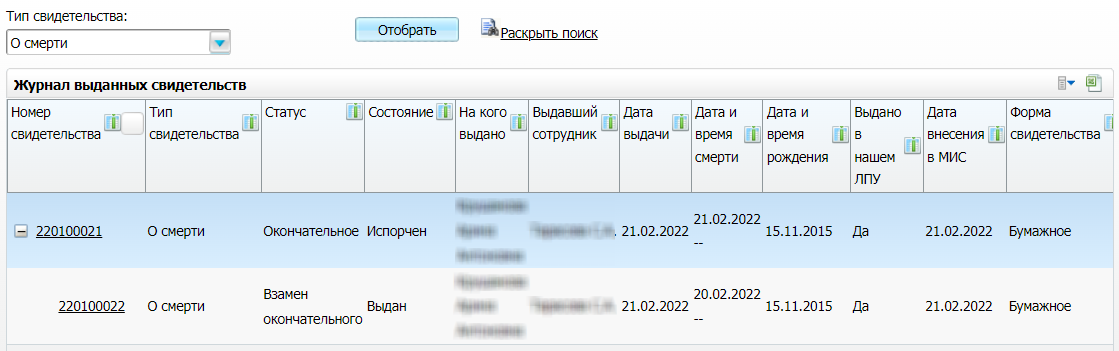 Тип свидетельства:
О смерти
Отобрать
Раскрыть поиск
Журнал выданных свидетельств
Номер свидетельства
Тип свидетельства
Статус
Состояние
На кого выдано
Выдавший сотрудник
Дата выдачи
Дата и время смерти
Дата и время рождения
Выдано в нашем ЛПУ
Дата внесения в МИС
Форма свидетельства
220100021 О смерти Окончательное Испорчен 21.02.2022 21.02.2022 -- 15.11.2015 Да 21.02.2022 Бумажное
220100022 О смерти Взамен окончательного Выдан 21.02.2022 20.02.2022 -- 15.11.2015 Да 21.02.2022 Бумажное